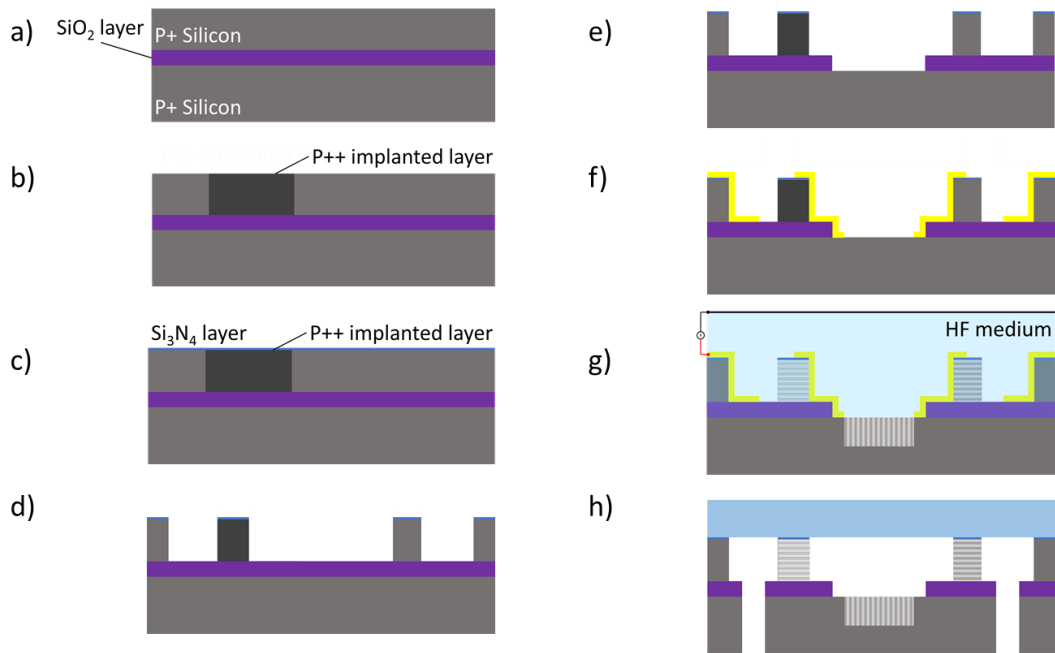 a)
SiO₂ layer
P+ Silicon
P+ Silicon
b)
P++ implanted layer
c)
Si₃N₄ layer
P++ implanted layer
d)
e)
f)
g)
HF medium
h)